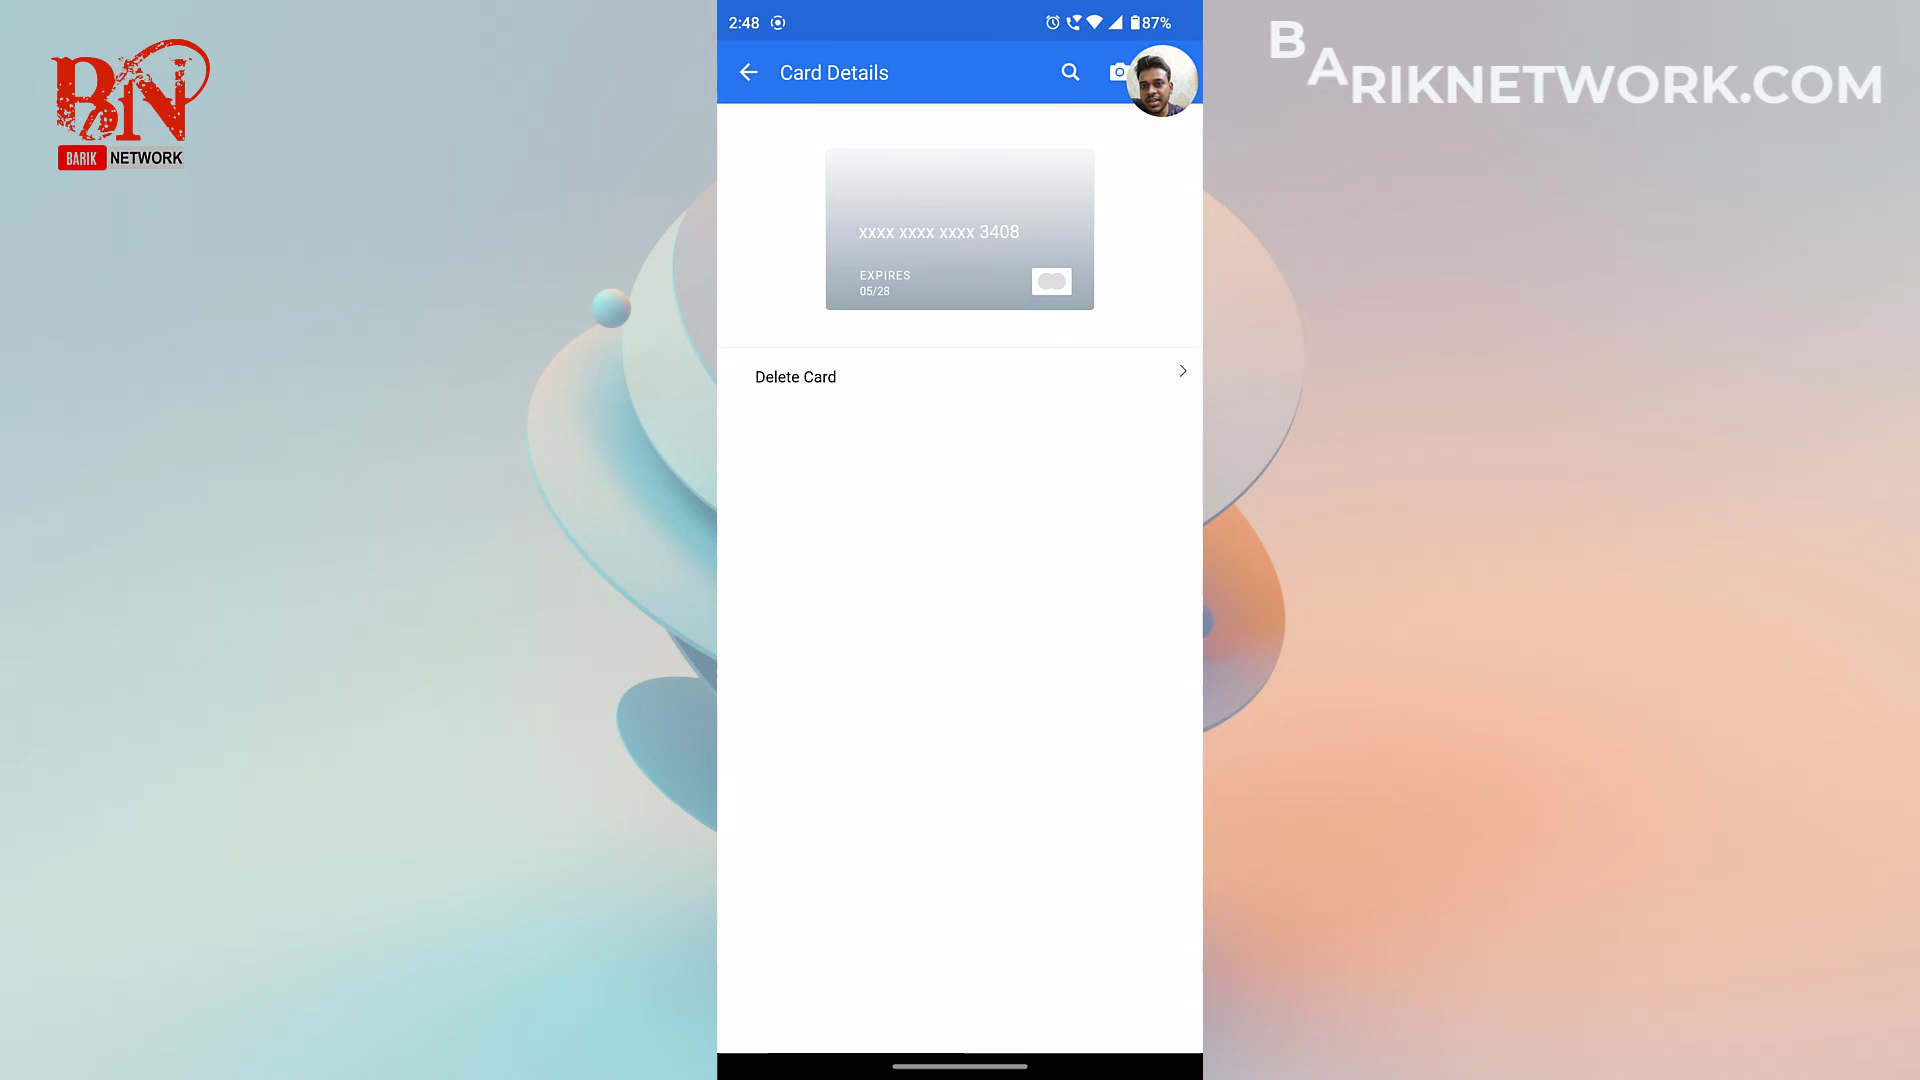 BN
BARIK NETWORK
2:48
87%
Card Details
BARIKNETWORK.COM
xxxx xxxx xxxx 3408
EXPIRES
05/28
Delete Card